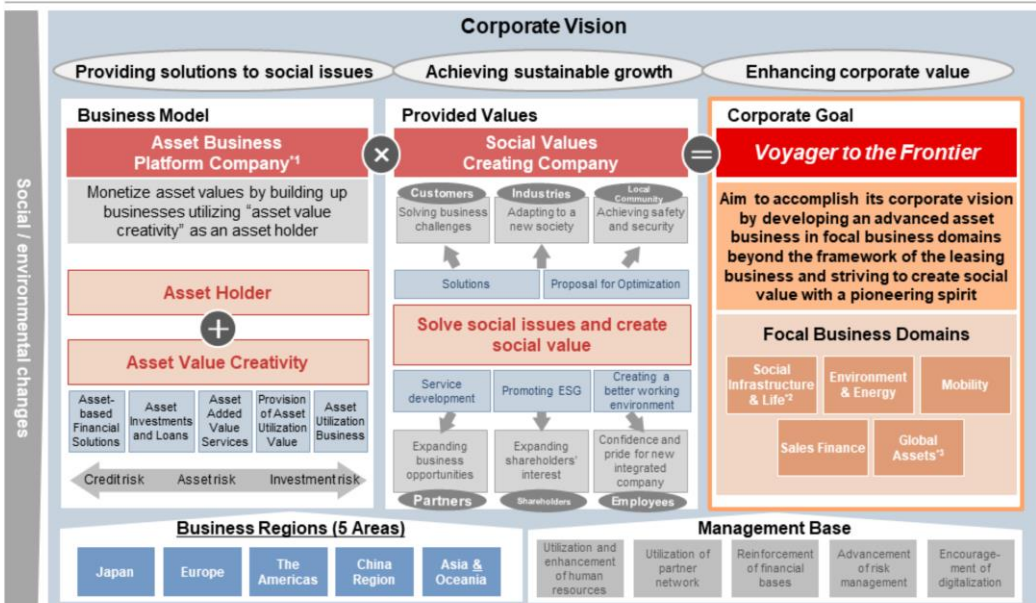 Corporate Vision
Providing solutions to social issues
Achieving sustainable growth
Enhancing corporate value
Social / environmental changes
Business Model
Asset Business
Platform Company*1
Monetize asset values by building up
businesses utilizing “asset value
creativity” as an asset holder
Asset Holder
+
Asset Value Creativity
Asset-
based
Financial
Solutions
Asset
Investments
and Loans
Asset
Added
Value
Services
Provision
of Asset
Utilization
Value
Asset
Utilization
Business
Credit risk
Asset risk
Investment risk
×
Provided Values
Social Values
Creating Company
Customers
Solving business
challenges
Industries
Adapting to a
new society
Local
Community
Achieving safety
and security
Solutions
Proposal for Optimization
Solve social issues and create
social value
Service
development
Promoting ESG
Creating a
better working
environment
Expanding
business
opportunities
Partners
Expanding
shareholders’
interest
Shareholders
Confidence and
pride for new
integrated
company
Employees
=
Corporate Goal
Voyager to the Frontier
Aim to accomplish its corporate vision
by developing an advanced asset
business in focal business domains
beyond the framework of the leasing
business and striving to create social
value with a pioneering spirit
Focal Business Domains
Social
Infrastructure
& Life*2
Environment
& Energy
Mobility
Sales Finance
Global
Assets*3
Business Regions (5 Areas)
Japan
Europe
The
Americas
China
Region
Asia &
Oceania
Management Base
Utilization and
enhancement
of human
resources
Utilization of
partner
network
Reinforcement
of financial
bases
Advancement
of risk
management
Encourage-
ment of
digitalization